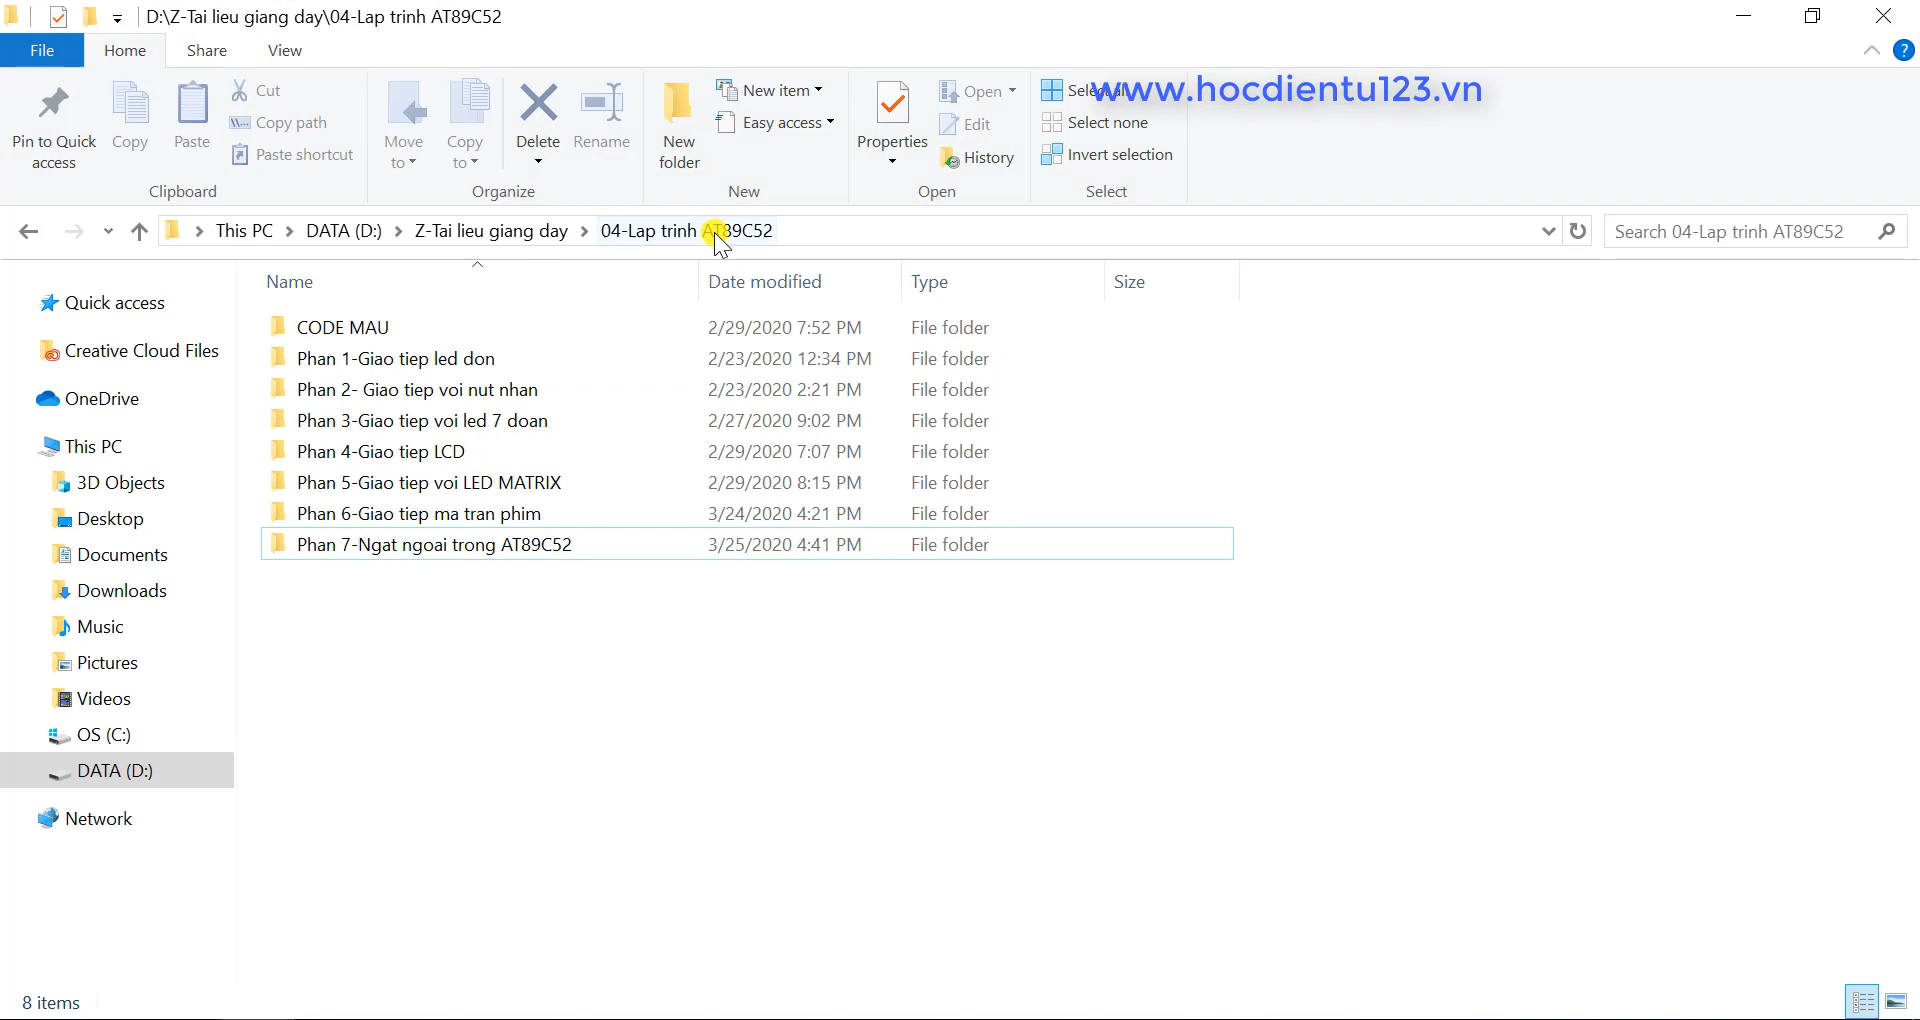 D:\Z-Tai lieu giang day\04-Lap trinh AT89C52
File Home Share View
?
Pin to Quick access
Copy
Paste
Cut
Copy path
Paste shortcut
Clipboard
Move to
Copy to
Delete
Rename
Organize
New folder
New item
Easy access
New
Properties
Open
Edit
History
Open
Select all
Select none
Invert selection
Select
www.hocdientu123.vn
This PC > DATA (D:) > Z-Tai lieu giang day > 04-Lap trinh AT89C52
Search 04-Lap trinh AT89C52
Quick access
Creative Cloud Files
OneDrive
This PC
3D Objects
Desktop
Documents
Downloads
Music
Pictures
Videos
OS (C:)
DATA (D:)
Network
Name Date modified Type Size
CODE MAU 2/29/2020 7:52 PM File folder
Phan 1-Giao tiep led don 2/23/2020 12:34 PM File folder
Phan 2- Giao tiep voi nut nhan 2/23/2020 2:21 PM File folder
Phan 3-Giao tiep voi led 7 doan 2/27/2020 9:02 PM File folder
Phan 4-Giao tiep LCD 2/29/2020 7:07 PM File folder
Phan 5-Giao tiep voi LED MATRIX 2/29/2020 8:15 PM File folder
Phan 6-Giao tiep ma tran phim 3/24/2020 4:21 PM File folder
Phan 7-Ngat ngoai trong AT89C52 3/25/2020 4:41 PM File folder
8 items